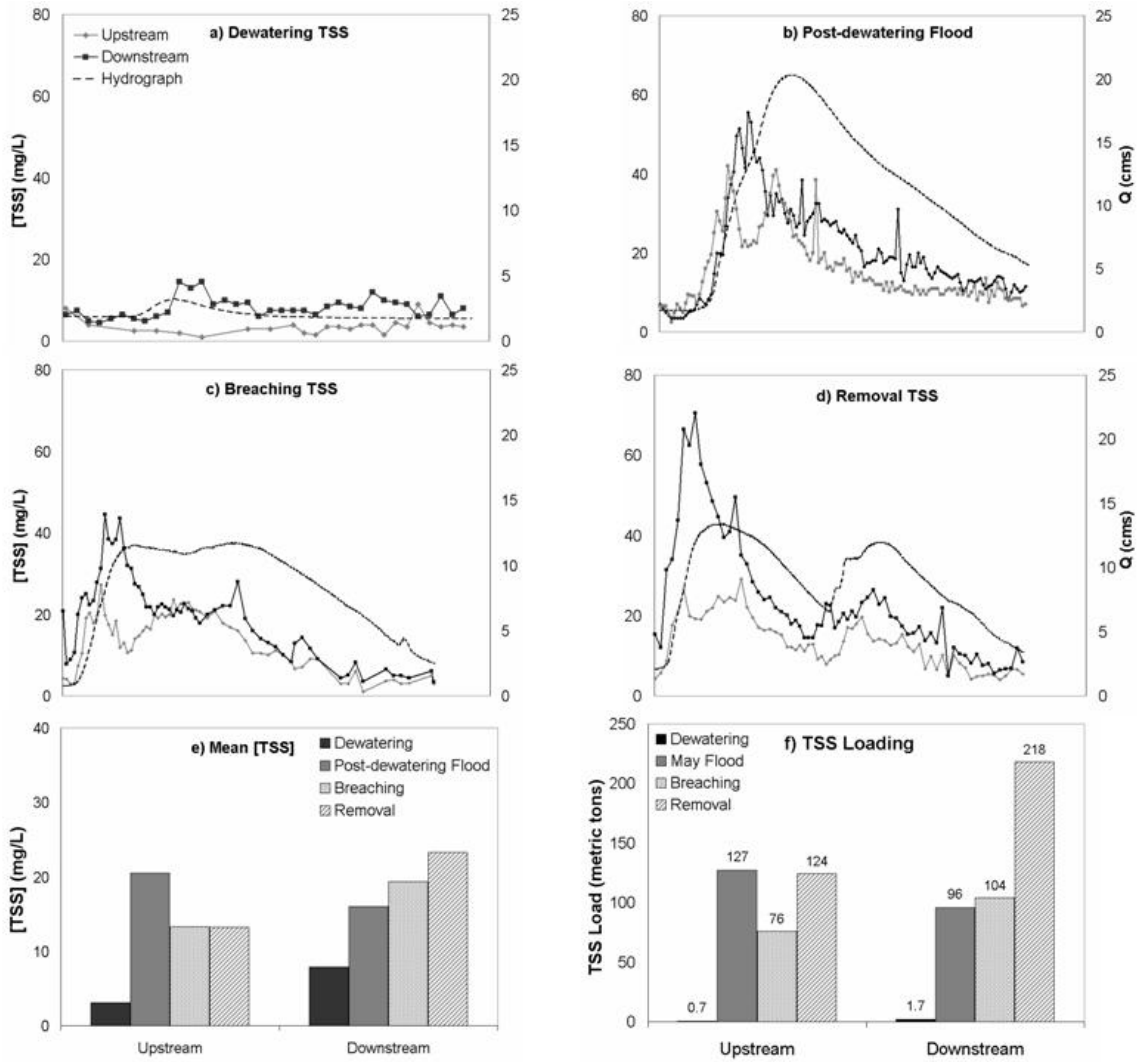 a) Dewatering TSS
Upstream
Downstream
Hydrograph
80
60
40
20
0
[TSS] (mg/L)
25
20
15
10
5
0
b) Post-dewatering Flood
80
60
40
20
0
25
20
15
10
5
0
Q (cms)
c) Breaching TSS
80
60
40
20
0
[TSS] (mg/L)
25
20
15
10
5
0
d) Removal TSS
80
60
40
20
0
25
20
15
10
5
0
Q (cms)
e) Mean [TSS]
Dewatering
Post-dewatering Flood
Breaching
Removal
40
30
20
10
0
[TSS] (mg/L)
Upstream
Downstream
f) TSS Loading
Dewatering
May Flood
Breaching
Removal
250
200
150
100
50
0
TSS Load (metric tons)
0.7
127
76
124
1.7
96
104
218
Upstream
Downstream